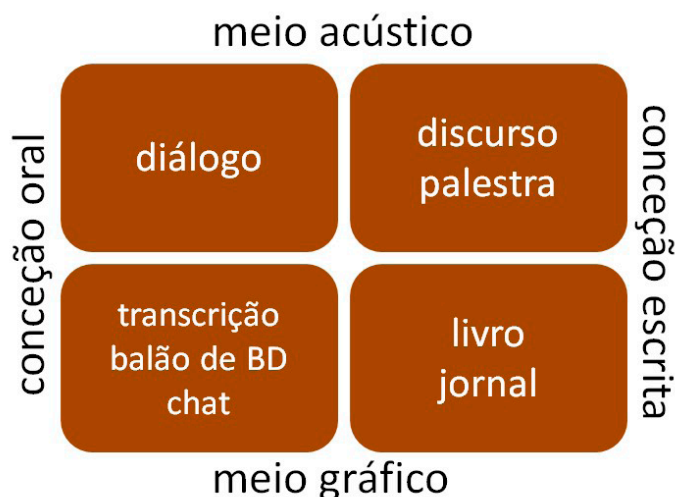 meio acústico
conceção oral
diálogo
discurso
palestra
conceção escrita
transcrição
balão de BD
chat
livro
jornal
meio gráfico